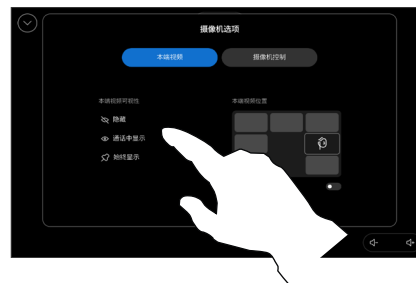 摄像机选项
本端视频
摄像机控制
本端视频可视性
本端视频位置
隐藏
通话中显示
始终显示